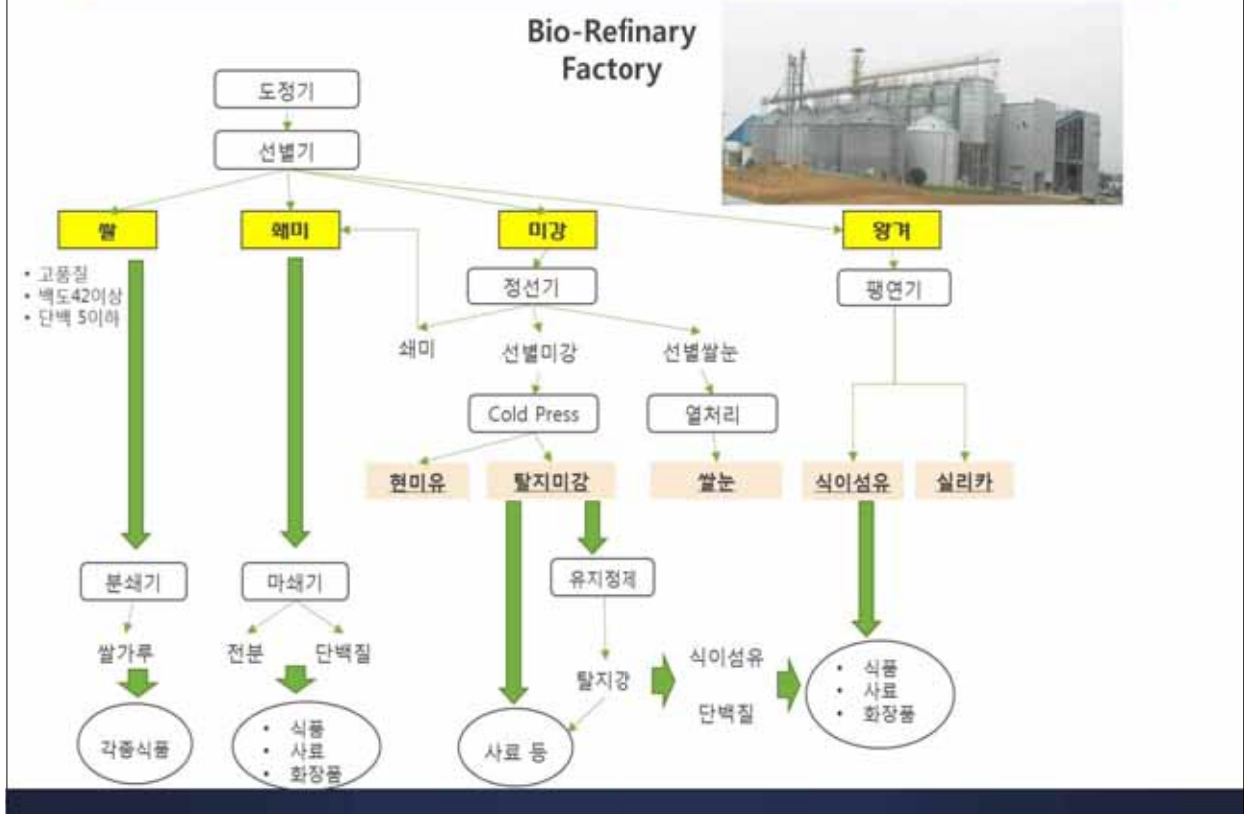 Bio-Refinary
Factory
도정기
선별기
쌀
왜미
미강
왕겨
• 고품질
• 백도42이상
• 단백 5이하
정선기
팽연기
쇄미
선별미강
선별쌀눈
Cold Press
열처리
현미유
탈지미강
쌀눈
식이섬유
실리카
분쇄기
마쇄기
유지정제
쌀가루
전분
단백질
탈지강
식이섬유
단백질
• 식품
• 사료
• 화장품
각종식품
• 식품
• 사료
• 화장품
사료 등